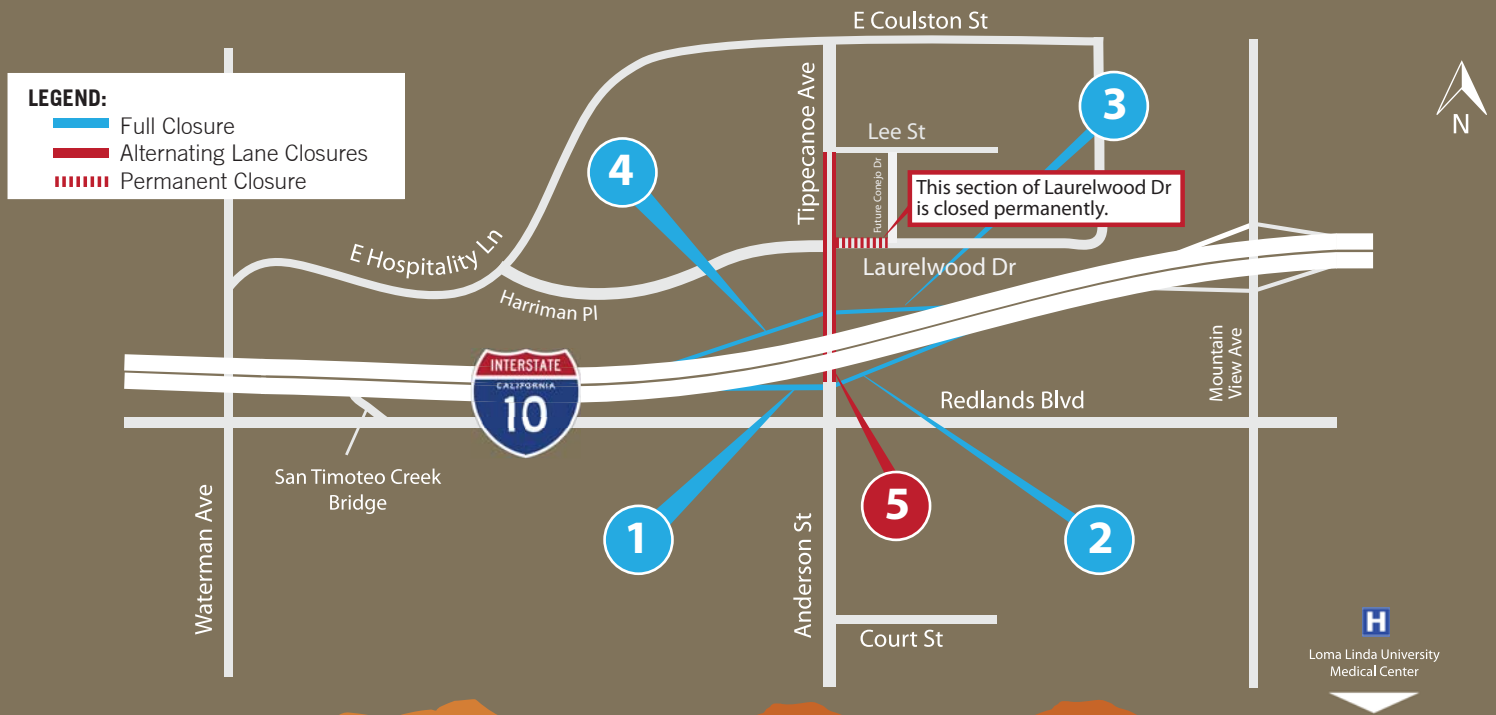 E Coulston St
LEGEND:
Full Closure
Alternating Lane Closures
Permanent Closure
Tippecanoe Ave
3
N
Lee St
4
Future Conejo Dr
This section of Laurelwood Dr
is closed permanently.
E Hospitality Ln
Laurelwood Dr
Harriman Pl
INTERSTATE
CALIFORNIA
10
Mountain
View Ave
Redlands Blvd
San Timoteo Creek
Bridge
Waterman Ave
1
5
2
Anderson St
Court St
H
Loma Linda University
Medical Center